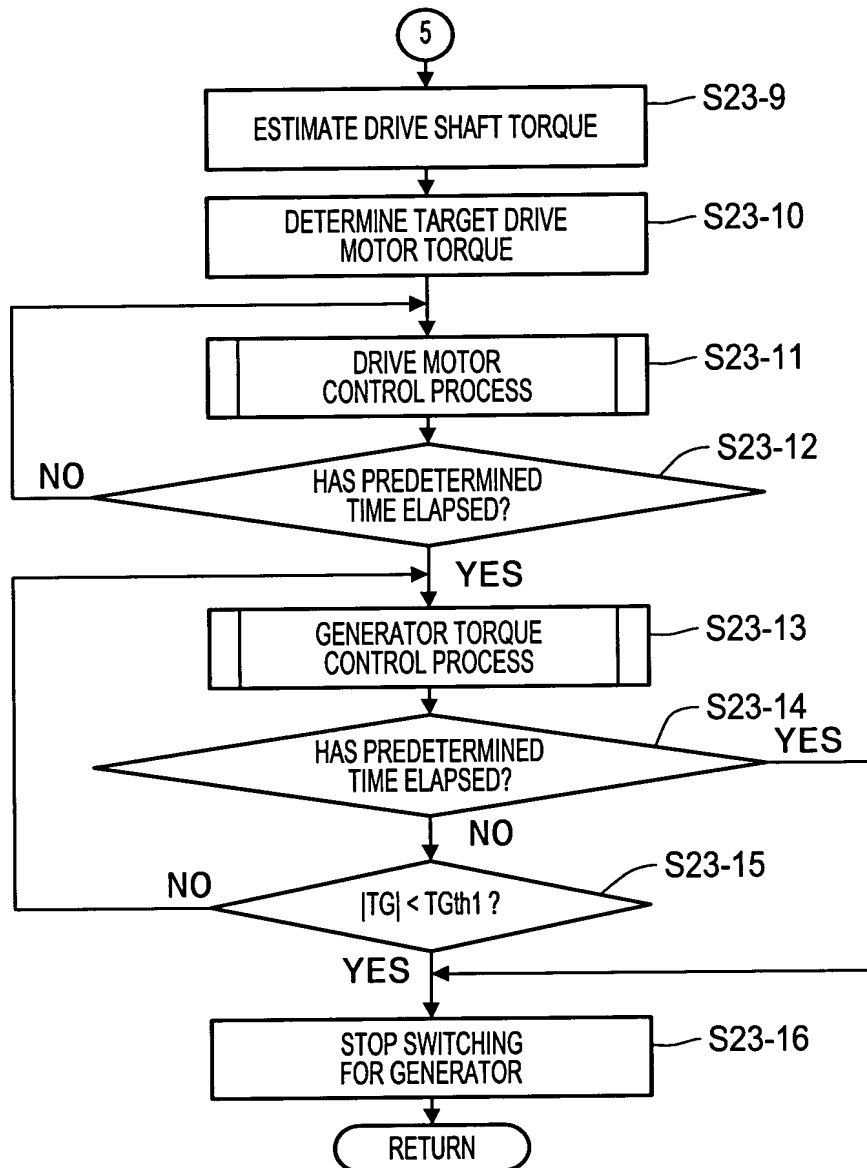 5
ESTIMATE DRIVE SHAFT TORQUE
S23-9
DETERMINE TARGET DRIVE
MOTOR TORQUE
S23-10
DRIVE MOTOR
CONTROL PROCESS
S23-11
HAS PREDETERMINED
TIME ELAPSED?
S23-12
NO
YES
GENERATOR TORQUE
CONTROL PROCESS
S23-13
HAS PREDETERMINED
TIME ELAPSED?
S23-14
YES
NO
|TG| < TGth1 ?
S23-15
NO
YES
STOP SWITCHING
FOR GENERATOR
S23-16
RETURN